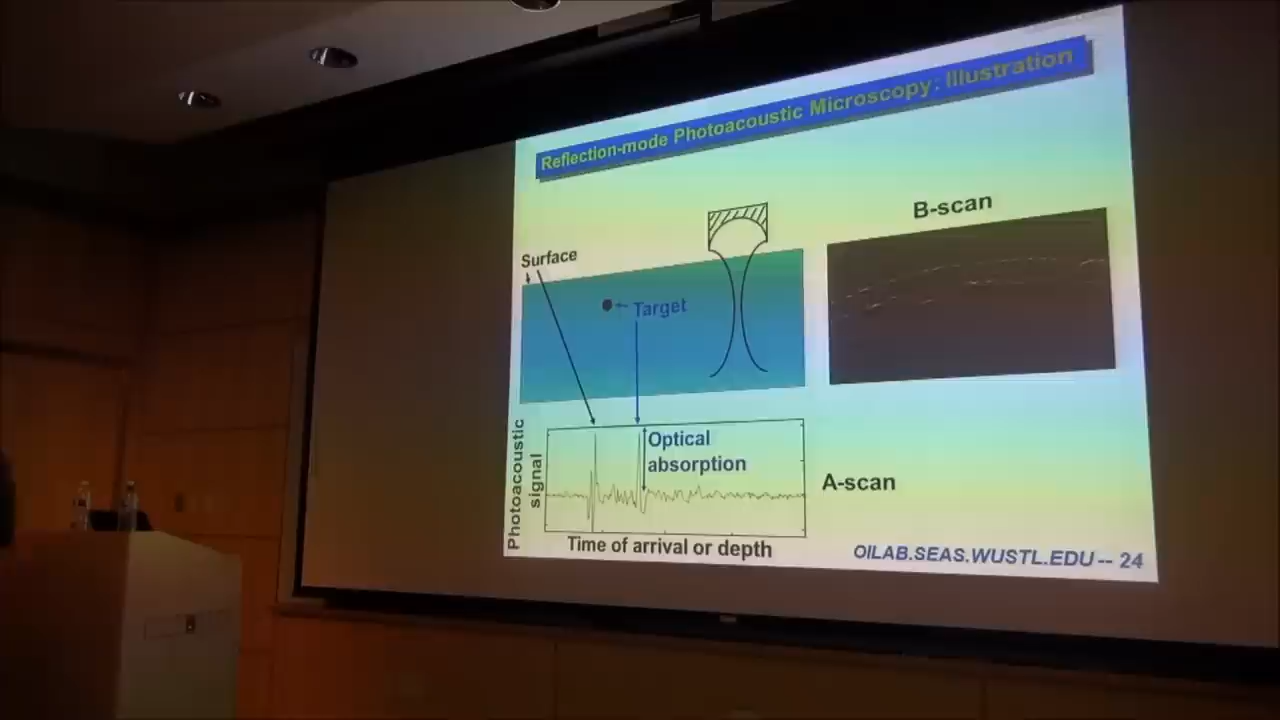 Reflection-mode Photoacoustic Microscopy: Illustration
B-scan
Surface
Target
Photoacoustic
signal
Optical
absorption
A-scan
Time of arrival or depth
OILAB.SEAS.WUSTL.EDU -- 24